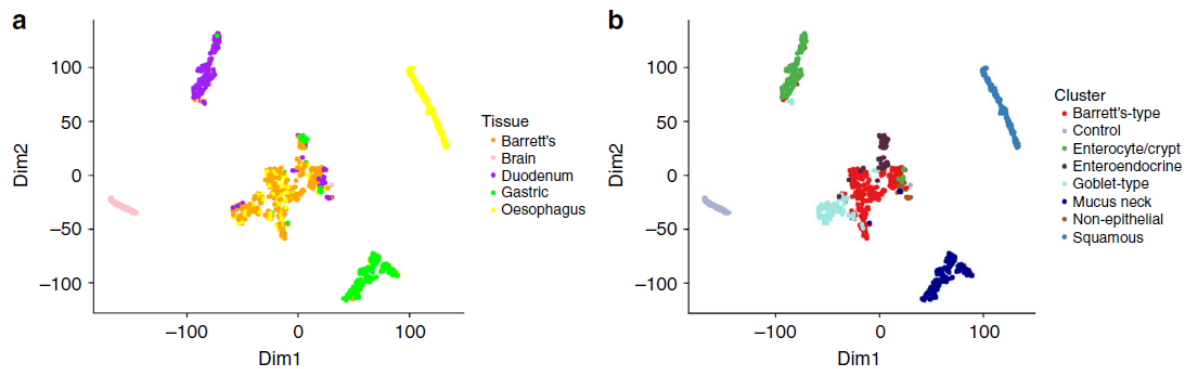 a
Dim2
100
50
0
−50
−100
−100
0
100
Dim1
Tissue
Barrett's
Brain
Duodenum
Gastric
Oesophagus
b
Dim2
100
50
0
−50
−100
−100
0
100
Dim1
Cluster
Barrett's-type
Control
Enterocyte/crypt
Enteroendocrine
Goblet-type
Mucus neck
Non-epithelial
Squamous